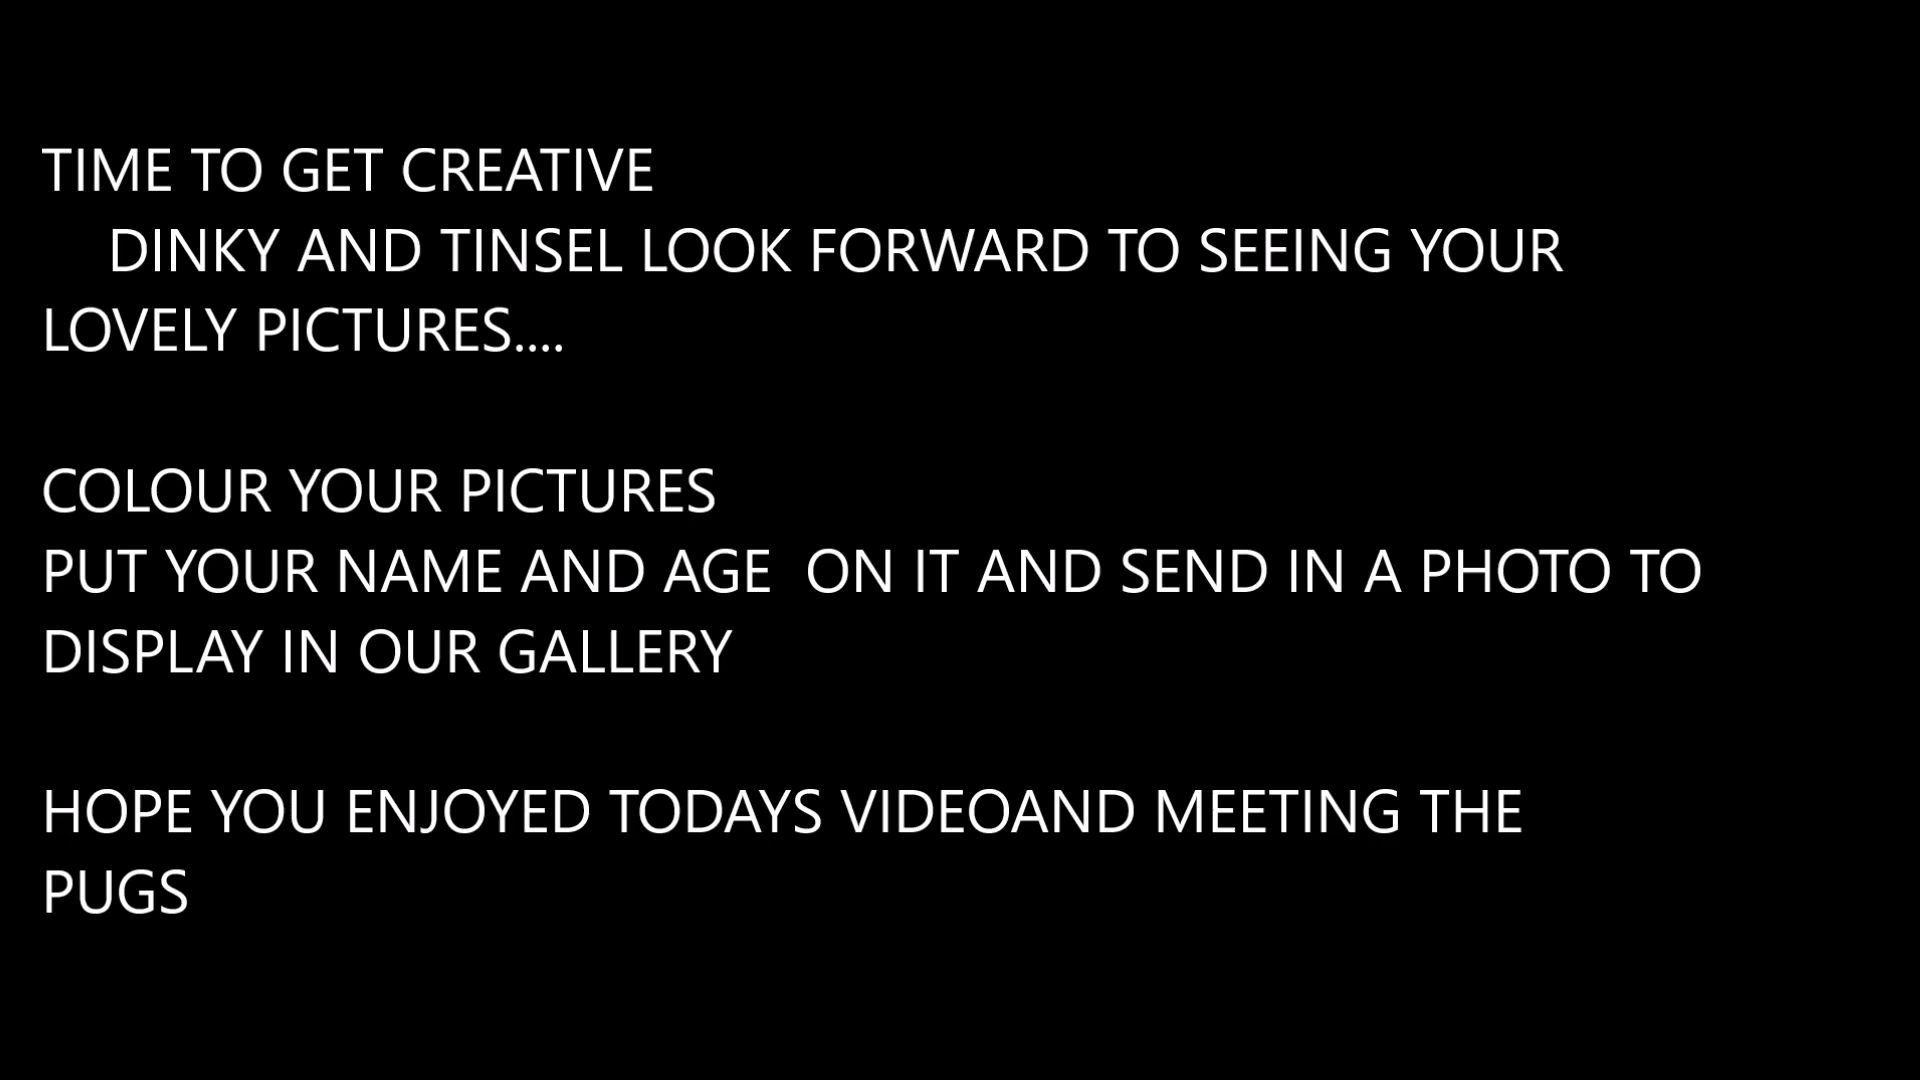 TIME TO GET CREATIVE
DINKY AND TINSEL LOOK FORWARD TO SEEING YOUR
LOVELY PICTURES....
COLOUR YOUR PICTURES
PUT YOUR NAME AND AGE  ON IT AND SEND IN A PHOTO TO
DISPLAY IN OUR GALLERY
HOPE YOU ENJOYED TODAYS VIDEOAND MEETING THE
PUGS